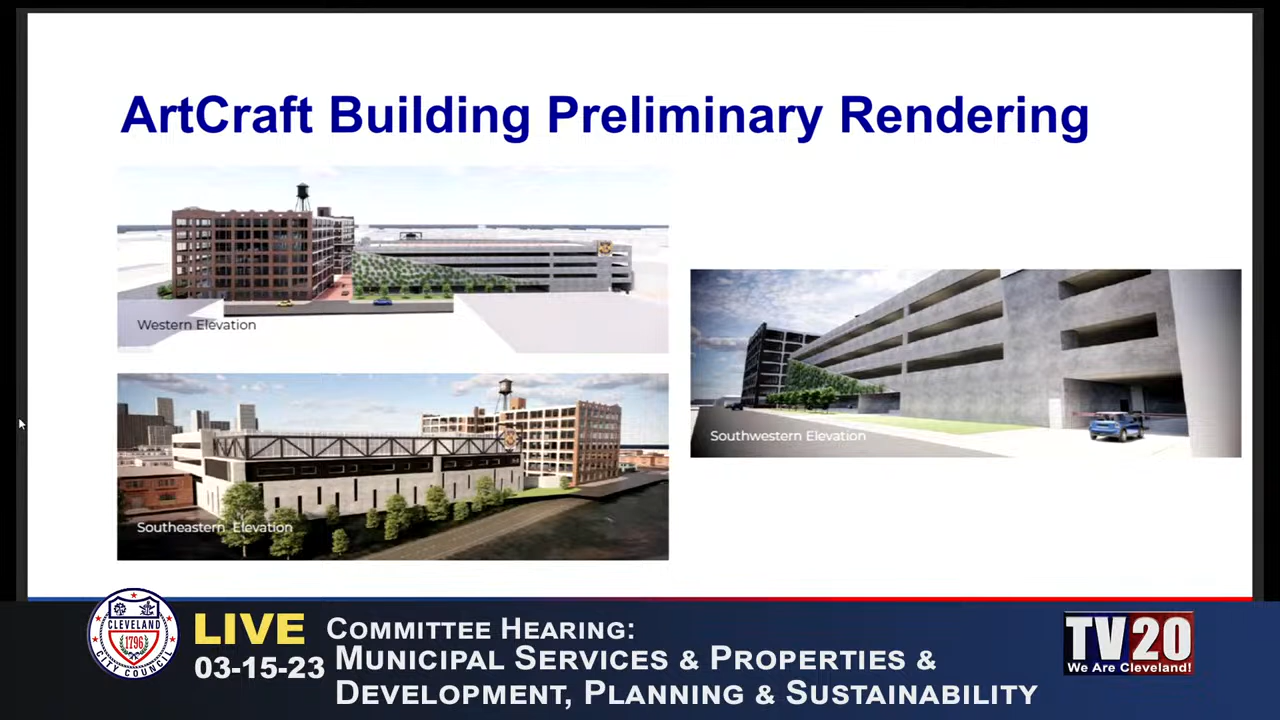 ArtCraft Building Preliminary Rendering
Western Elevation
Southeastern Elevation
Southwestern Elevation
CLEVELAND
1796
CITY COUNCIL
LIVE
03-15-23
COMMITTEE HEARING:
MUNICIPAL SERVICES & PROPERTIES &
DEVELOPMENT, PLANNING & SUSTAINABILITY
TV20
We Are Cleveland!